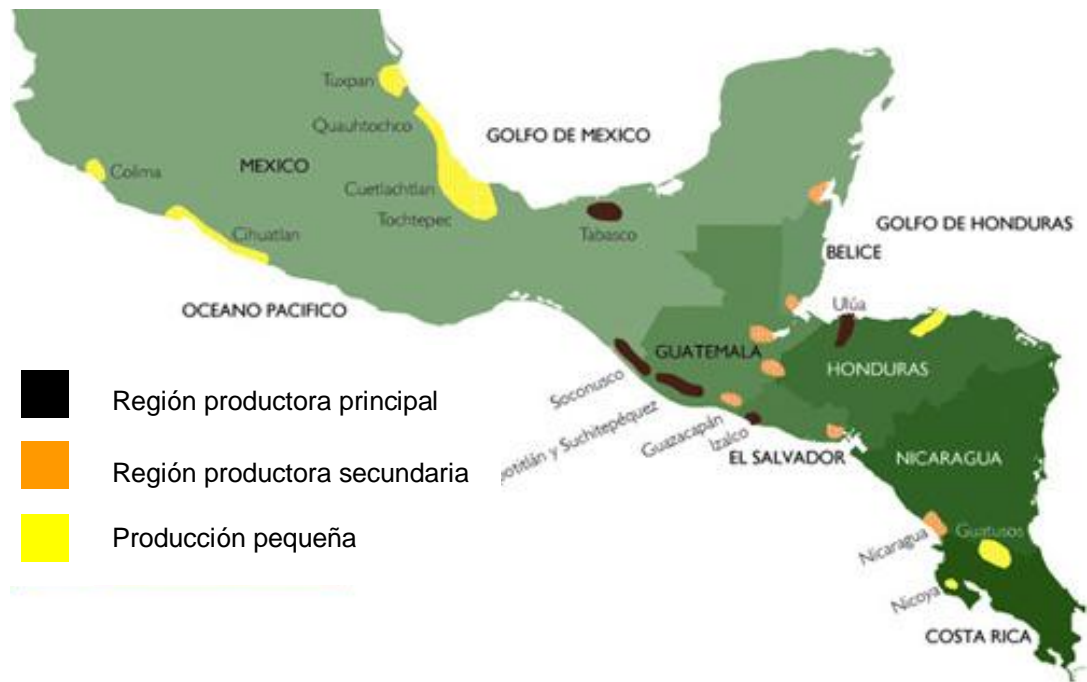 Tuxpan
Quauhtochco
GOLFO DE MEXICO
MEXICO
Colima
Cuetlachtlan
Tochtepec
Tabasco
Cihuatlan
GOLFO DE HONDURAS
BELICE
OCEANO PACIFICO
Ulúa
GUATEMALA
HONDURAS
Soconusco
y Suchitepéquez
Guazacapán
Izalco
EL SALVADOR
NICARAGUA
Región productora principal
Región productora secundaria
Producción pequeña
Nicaragua
Guatusos
Nicoya
COSTA RICA